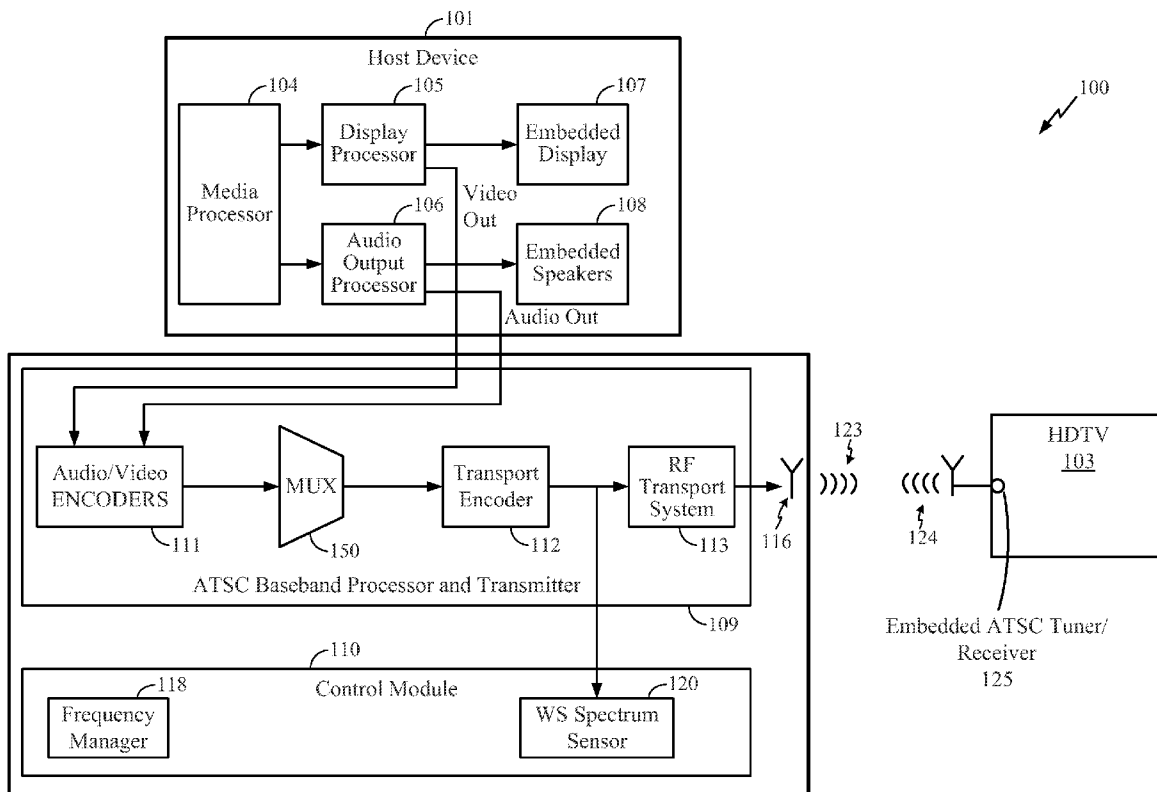 101
Host Device
104
105
107
100
Display
Processor
Embedded
Display
Media
Processor
Video
Out
106
108
Audio
Output
Processor
Embedded
Speakers
Audio Out
Audio/Video
ENCODERS
MUX
Transport
Encoder
RF
Transport
System
123
HDTV
103
111
150
112
113
116
124
ATSC Baseband Processor and Transmitter
109
Embedded ATSC Tuner/
Receiver
125
110
Control Module
118
120
Frequency
Manager
WS Spectrum
Sensor